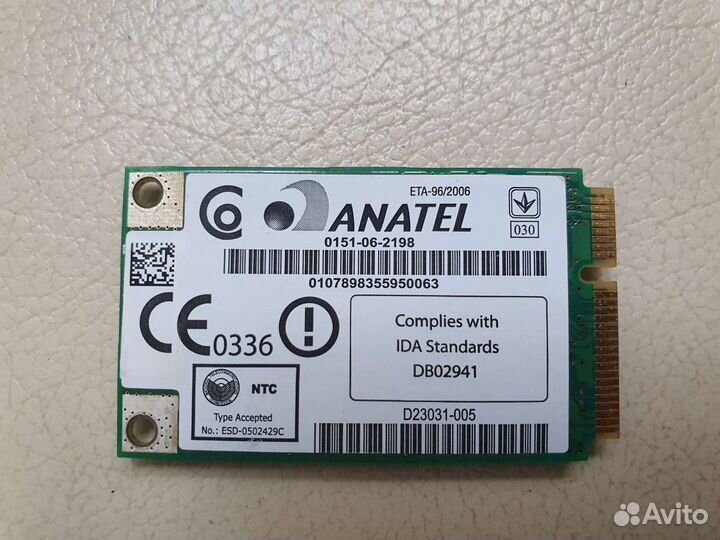 ETA-96/2006
ANATEL
030
0151-06-2198
0107898355950063
CE0336
Complies with
IDA Standards
DB02941
NTC
Type Accepted
No.: ESD-0502429C
D23031-005
Avito